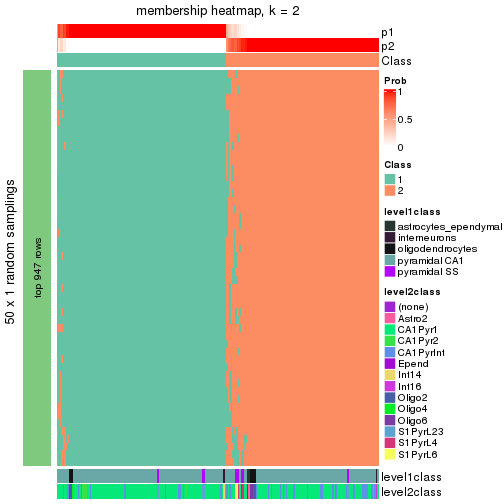 membership heatmap, k = 2
p1
p2
Class
50 x 1 random samplings
top 947 rows
Prob
1
0.5
0
Class
1
2
level1class
astrocytes_ependymal
interneurons
oligodendrocytes
pyramidal CA1
pyramidal SS
level2class
(none)
Astro2
CA1Pyr1
CA1Pyr2
CA1PyrInt
Epend
Int14
Int16
Oligo2
Oligo4
Oligo6
S1PyrL23
S1PyrL4
S1PyrL6
level1class
level2class